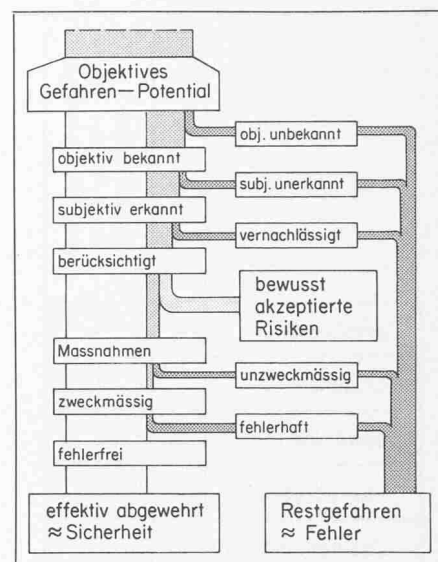 Objektives
Gefahren—Potential
obj. unbekannt
objektiv bekannt
subj. unerkannt
subjektiv erkannt
vernachlässigt
berücksichtigt
bewusst
akzeptierte
Risiken
Massnahmen
unzweckmässig
zweckmässig
fehlerhaft
fehlerfrei
effektiv abgewehrt
≈ Sicherheit
Restgefahren
≈ Fehler